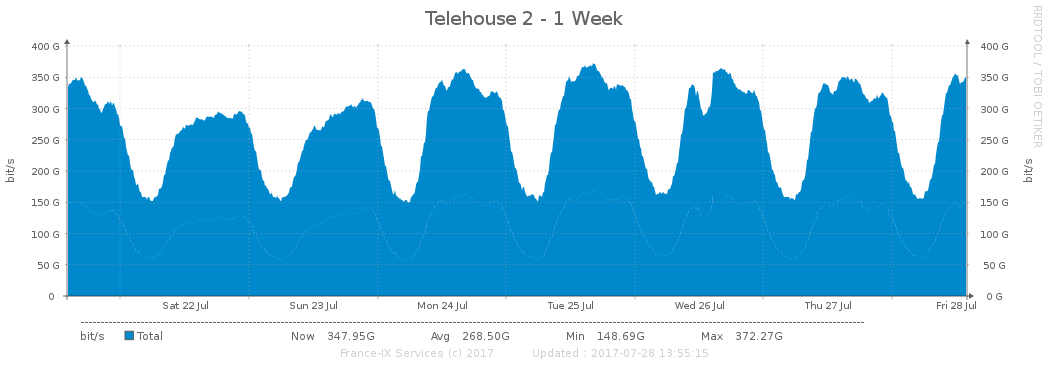 Telehouse 2 - 1 Week
RRDTOOL / TOBI OETIKER
400 G 400 G
350 G 350 G
300 G 300 G
250 G 250 G
200 G 200 G
150 G 150 G
100 G 100 G
50 G 50 G
0 0 G
bit/s bit/s
Sat 22 Jul Sun 23 Jul Mon 24 Jul Tue 25 Jul Wed 26 Jul Thu 27 Jul Fri 28 Jul
bit/s Total Now 347.95G Avg 268.50G Min 148.69G Max 372.27G
France-IX Services (c) 2017 Updated : 2017-07-28 13:55:15